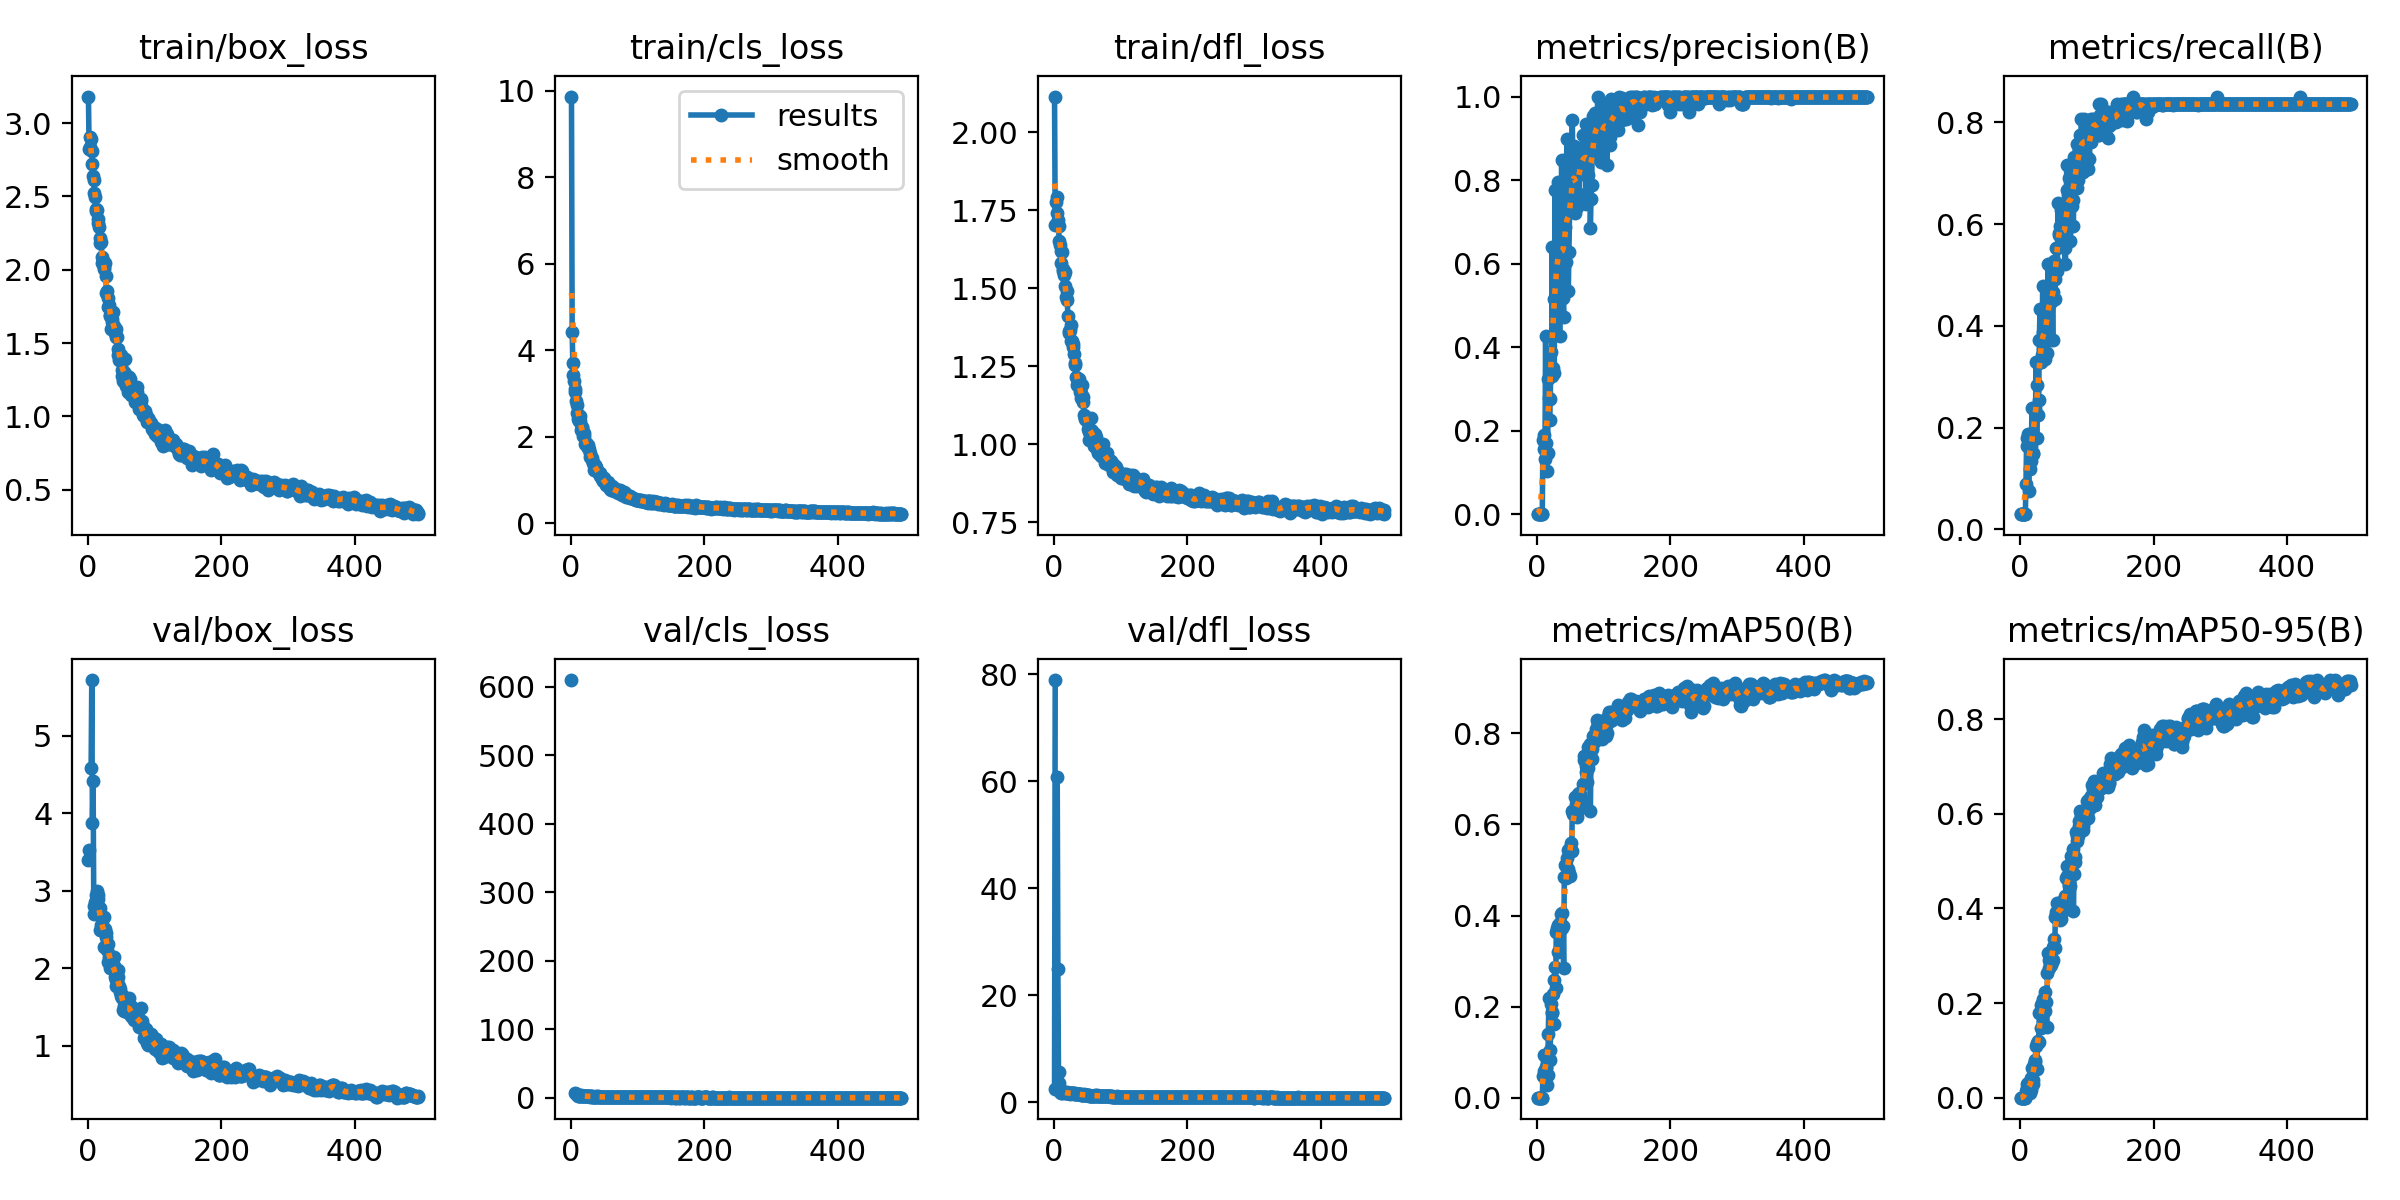 train/box_loss
3.0
2.5
2.0
1.5
1.0
0.5
0 200 400
train/cls_loss
results
smooth
10
8
6
4
2
0
0 200 400
train/dfl_loss
2.00
1.75
1.50
1.25
1.00
0.75
0 200 400
metrics/precision(B)
1.0
0.8
0.6
0.4
0.2
0.0
0 200 400
metrics/recall(B)
0.8
0.6
0.4
0.2
0.0
0 200 400
val/box_loss
5
4
3
2
1
0 200 400
val/cls_loss
600
500
400
300
200
100
0
0 200 400
val/dfl_loss
80
60
40
20
0
0 200 400
metrics/mAP50(B)
0.8
0.6
0.4
0.2
0.0
0 200 400
metrics/mAP50-95(B)
0.8
0.6
0.4
0.2
0.0
0 200 400